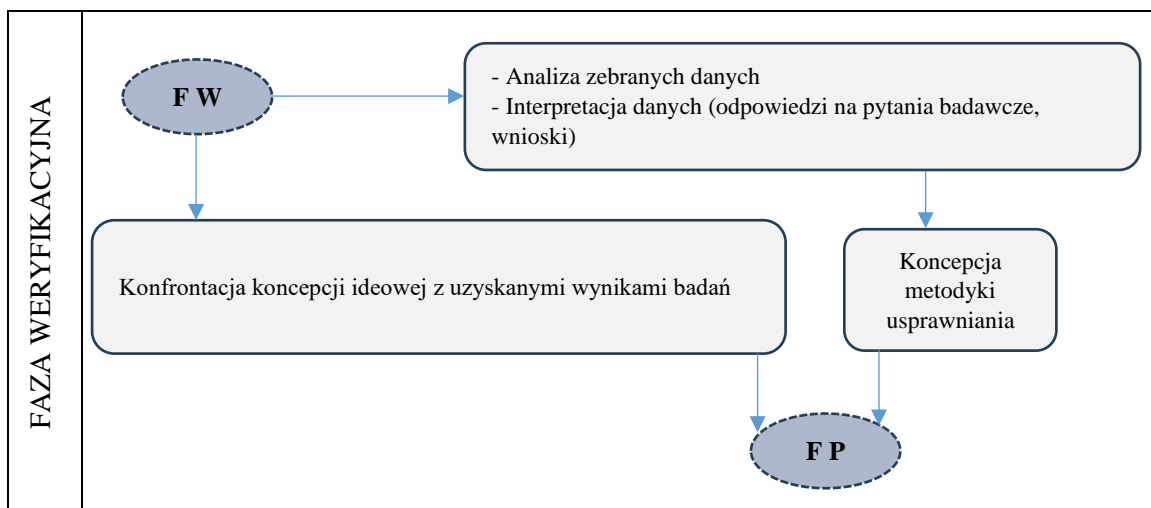 FAZA WERYFIKACYJNA
F W
- Analiza zebranych danych
- Interpretacja danych (odpowiedzi na pytania badawcze,
wnioski)
Konfrontacja koncepcji ideowej z uzyskanymi wynikami badań
Koncepcja
metodyki
usprawniania
F P